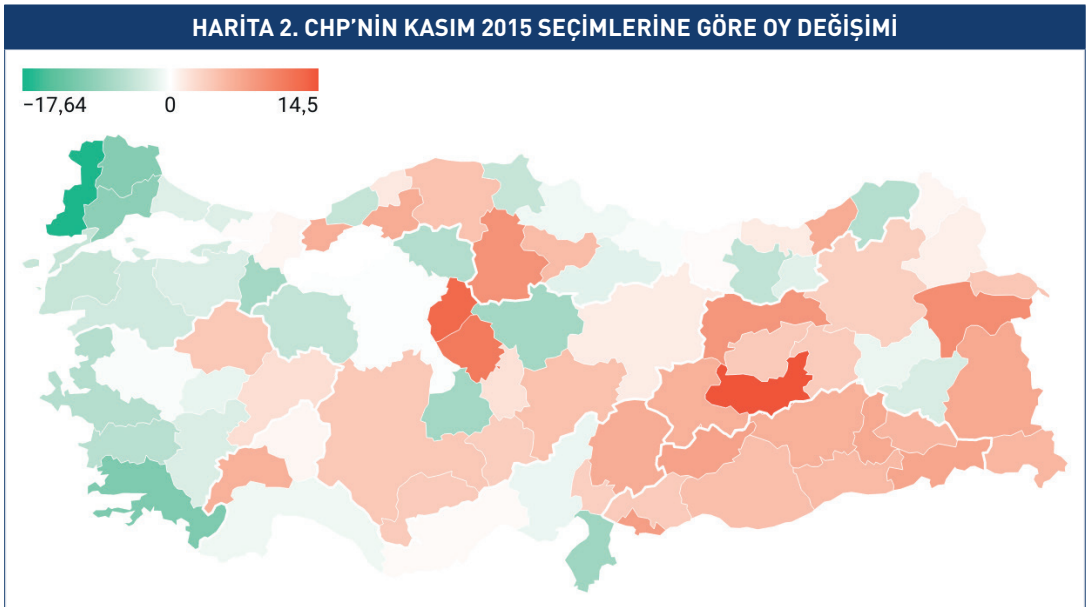 HARİTA 2. CHP’NİN KASIM 2015 SEÇİMLERİNE GÖRE OY DEĞİŞİMİ
−17,64 0 14,5